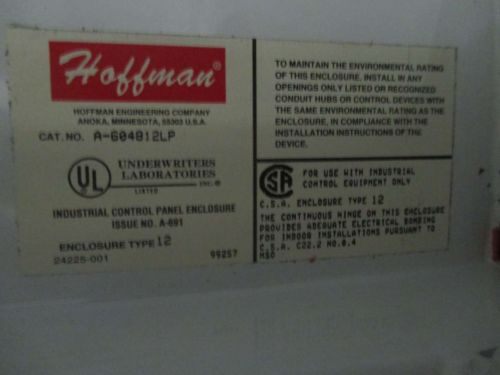 Hoffman®
HOFFMAN ENGINEERING COMPANY
ANOKA, MINNESOTA, 55303 U.S.A.
CAT. NO. A-604812LP
UL
LISTED
UNDERWRITERS
LABORATORIES
INC.®
INDUSTRIAL CONTROL PANEL ENCLOSURE
ISSUE NO. A-691
ENCLOSURE TYPE 12
24225-001
99257
TO MAINTAIN THE ENVIRONMENTAL RATING
OF THIS ENCLOSURE, INSTALL IN ANY
OPENINGS ONLY LISTED OR RECOGNIZED
CONDUIT HUBS OR CONTROL DEVICES WITH
THE SAME ENVIRONMENTAL RATING AS THE
ENCLOSURE, IN COMPLIANCE WITH THE
INSTALLATION INSTRUCTIONS OF THE
DEVICE.
SA
FOR USE WITH INDUSTRIAL
CONTROL EQUIPMENT ONLY
C.S.A. ENCLOSURE TYPE 12
THE CONTINUOUS HINGE ON THIS ENCLOSURE
PROVIDES ADEQUATE ELECTRICAL BONDING
FOR INDOOR INSTALLATIONS PURSUANT TO
C.S.A. C22.2 NO.0.4
MSO